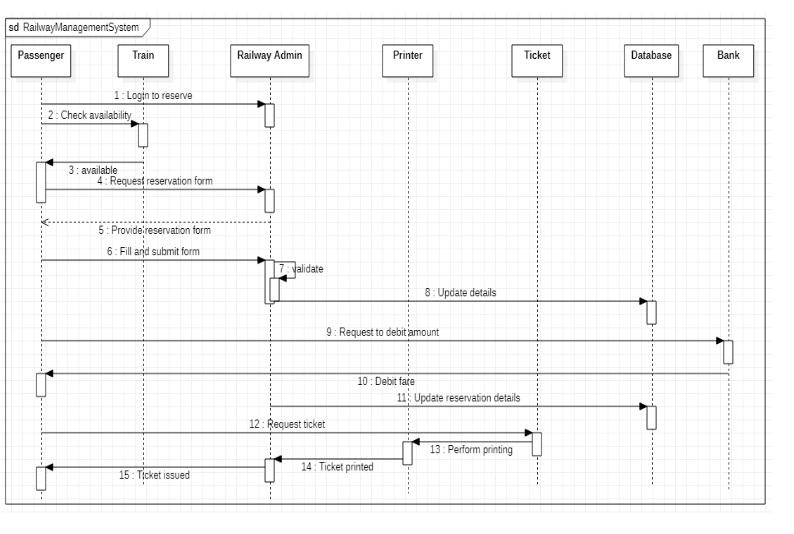 sd RailwayManagementSystem
Passenger
Train
Railway Admin
Printer
Ticket
Database
Bank
1 : Login to reserve
2 : Check availability
3 : available
4 : Request reservation form
5 : Provide reservation form
6 : Fill and submit form
7 : validate
8 : Update details
9 : Request to debit amount
10 : Debit fare
11 : Update reservation details
12 : Request ticket
13 : Perform printing
14 : Ticket printed
15 : Ticket issued